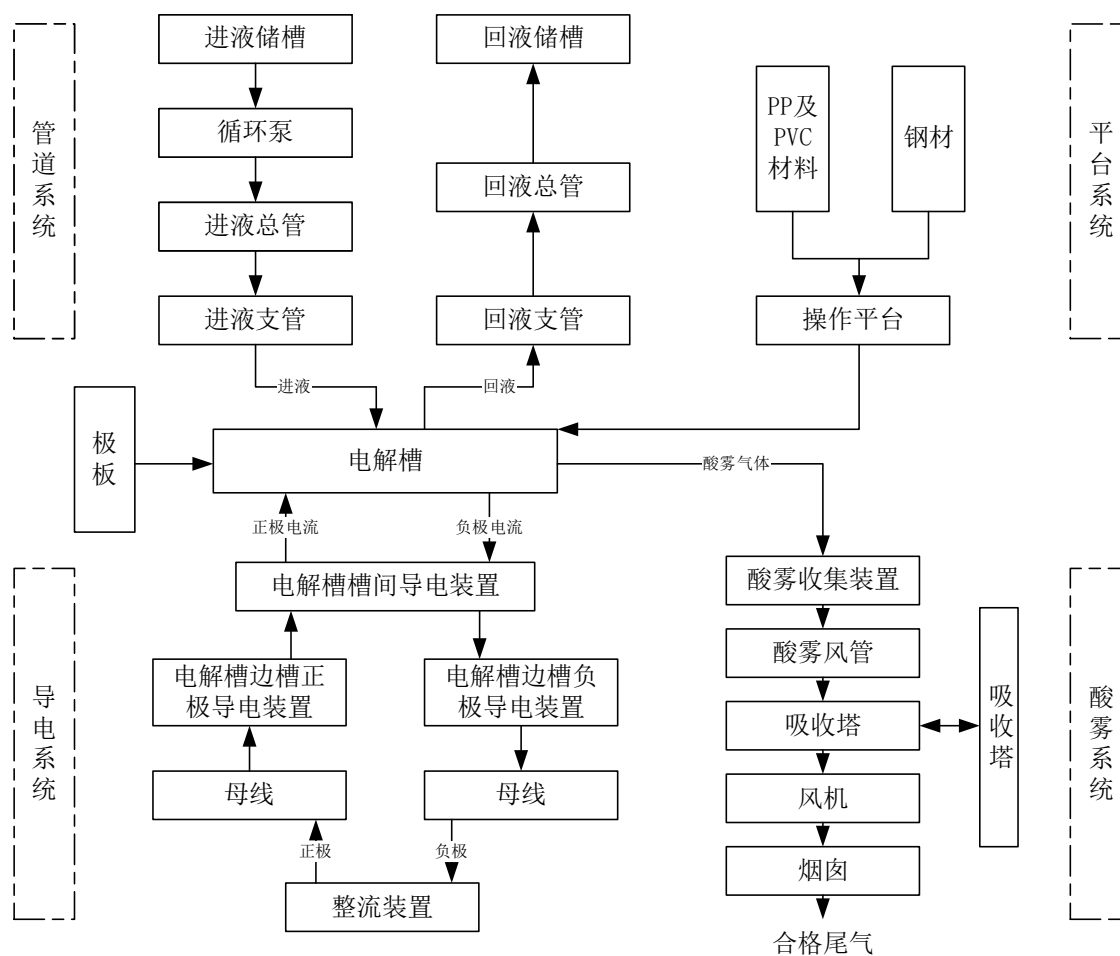 管道系统
进液储槽
循环泵
进液总管
进液支管
进液
回液储槽
回液总管
回液支管
回液
PP及
PVC
材料
钢材
操作平台
平台系统
极板
电解槽
酸雾气体
正极电流
负极电流
导电系统
电解槽槽间导电装置
电解槽边槽正
极导电装置
电解槽边槽负
极导电装置
母线
母线
正极
负极
整流装置
酸雾收集装置
酸雾风管
吸收塔
风机
烟囱
合格尾气
吸收塔
酸雾系统